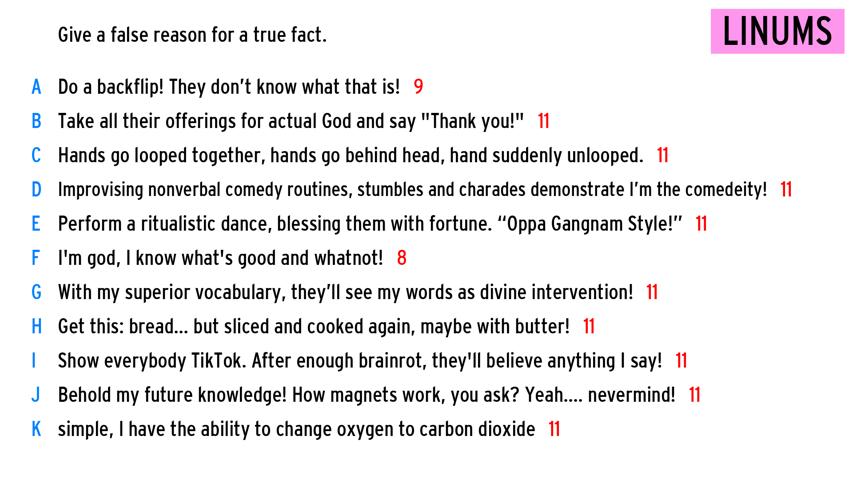 Give a false reason for a true fact.
LINUMS
A Do a backflip! They don't know what that is! 9
B Take all their offerings for actual God and say "Thank you!" 11
C Hands go looped together, hands go behind head, hand suddenly unlooped. 11
D Improvising nonverbal comedy routines, stumbles and charades demonstrate I'm the comedeity! 11
E Perform a ritualistic dance, blessing them with fortune. “Oppa Gangnam Style!” 11
F I'm god, I know what's good and whatnot! 8
G With my superior vocabulary, they’ll see my words as divine intervention! 11
H Get this: bread... but sliced and cooked again, maybe with butter! 11
I Show everybody TikTok. After enough brainrot, they'll believe anything I say! 11
J Behold my future knowledge! How magnets work, you ask? Yeah.... nevermind! 11
K simple, I have the ability to change oxygen to carbon dioxide 11